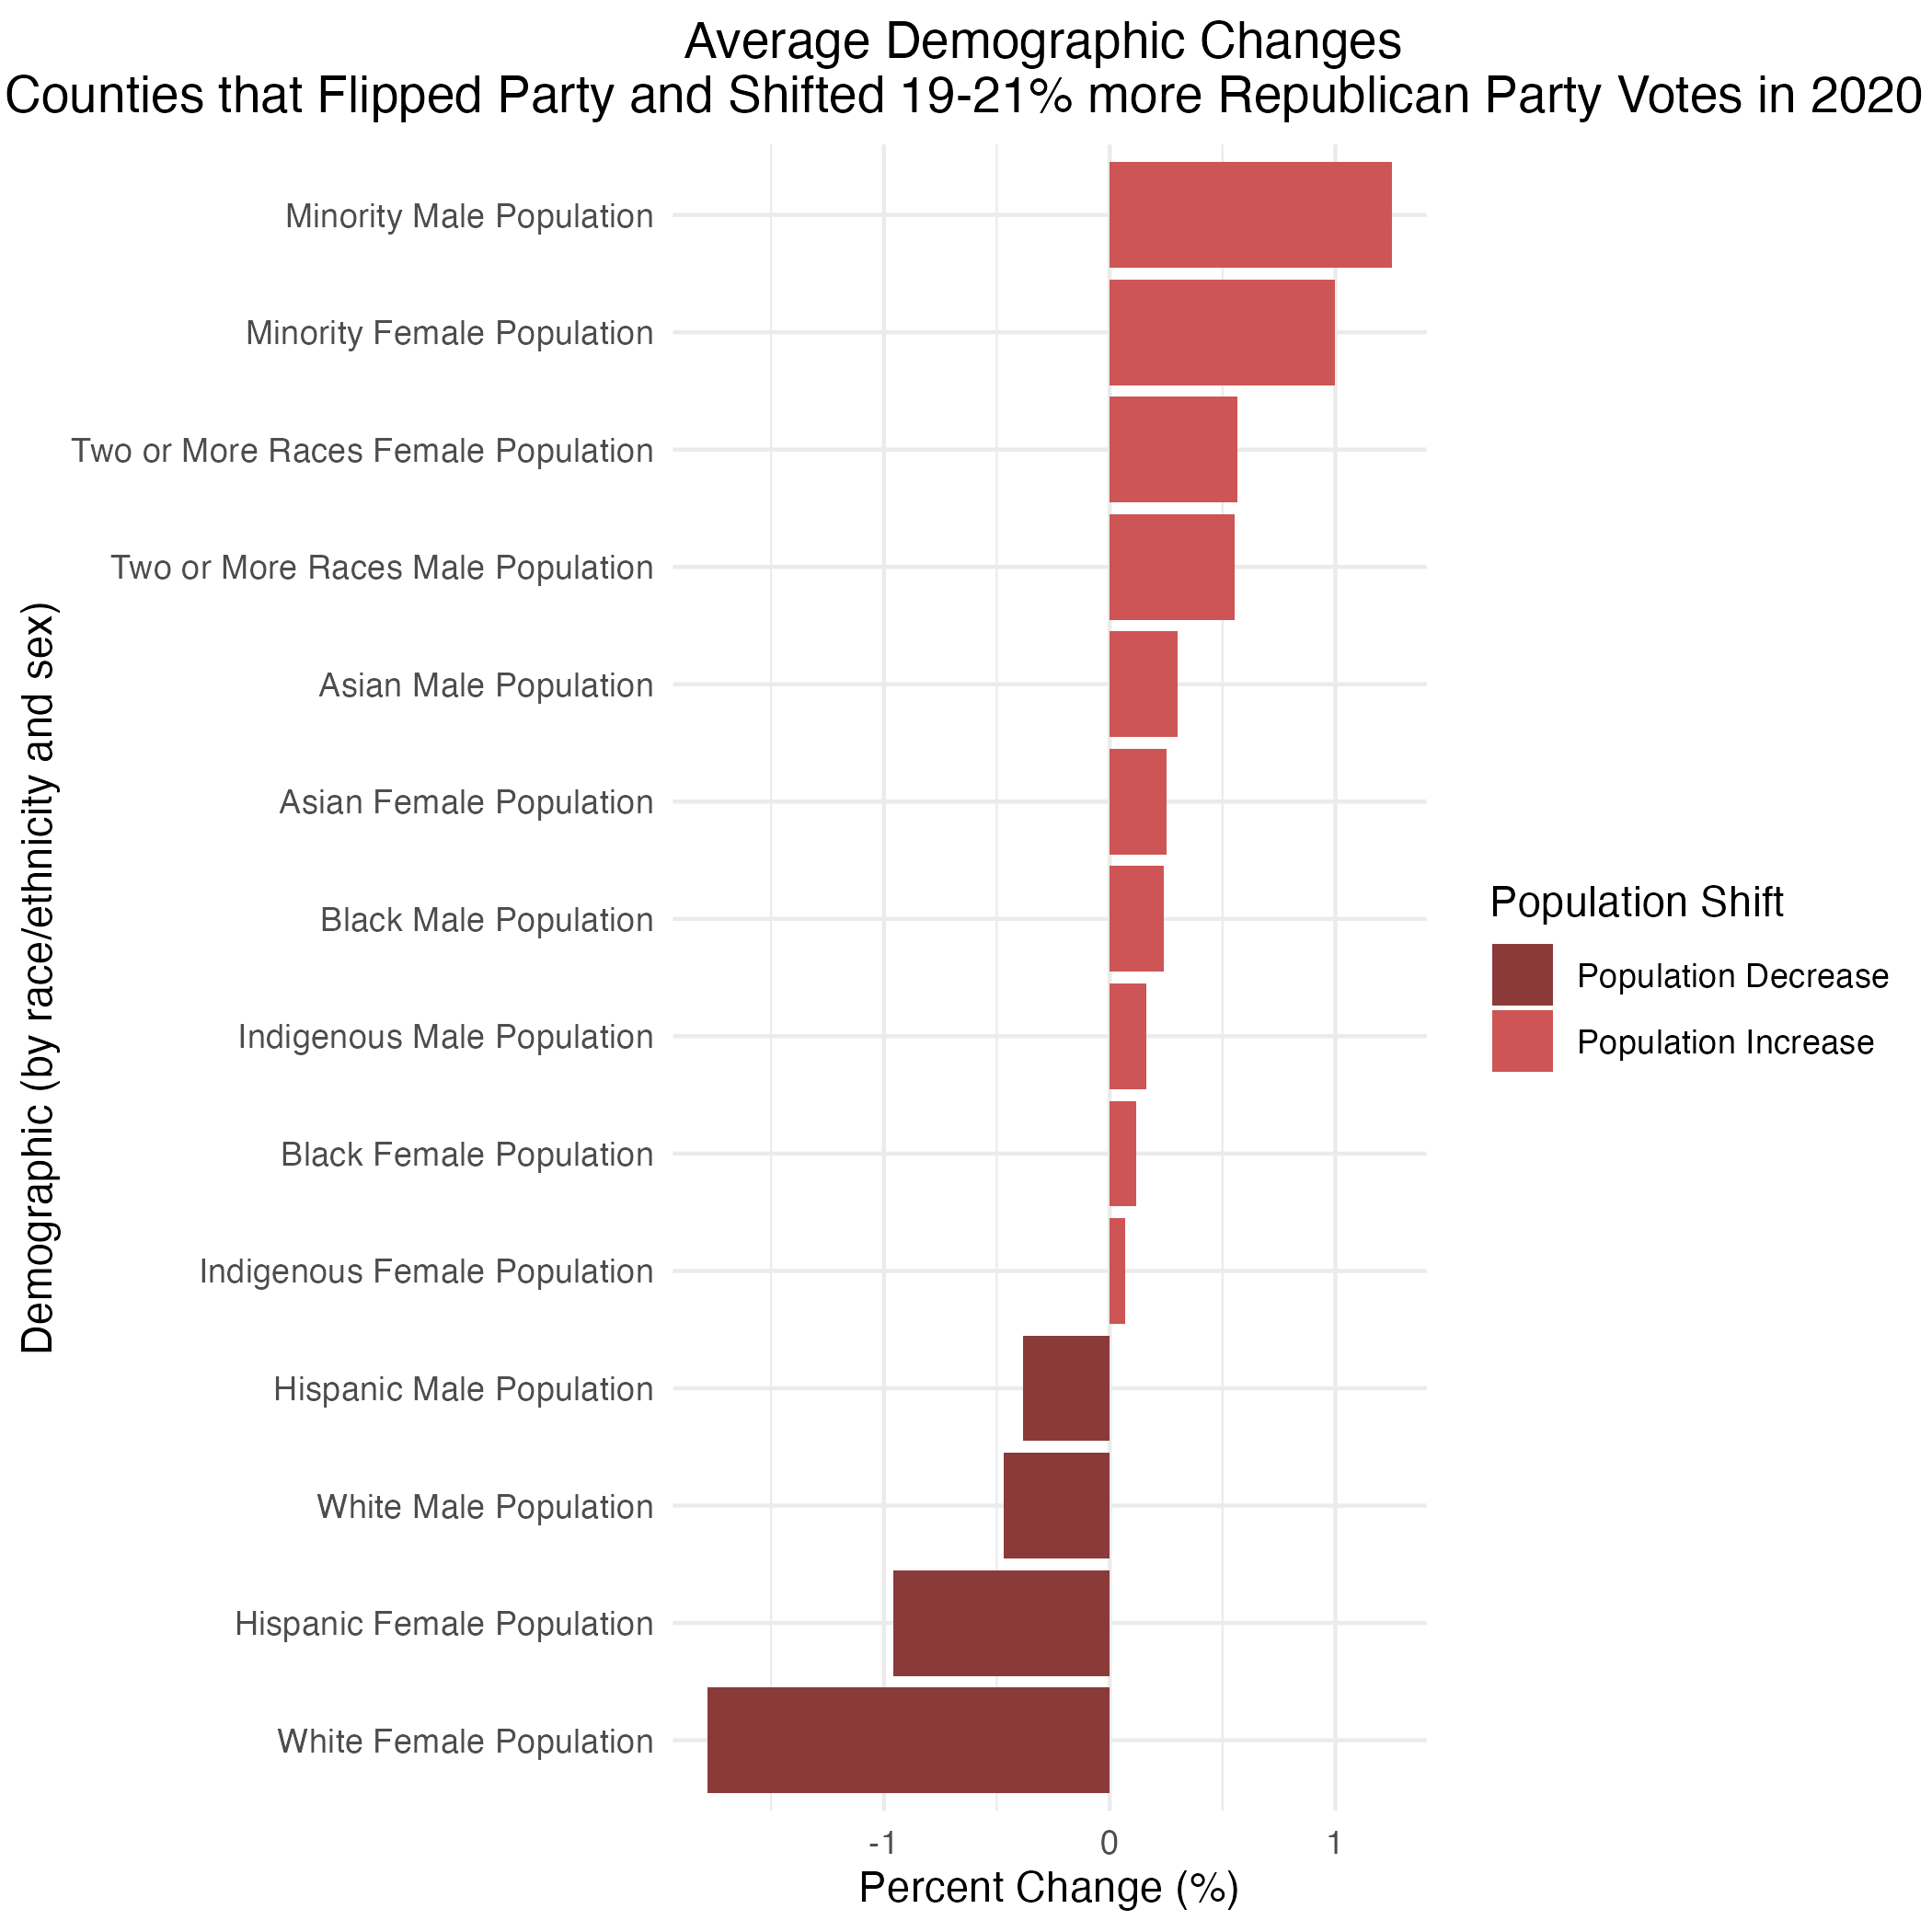 Average Demographic Changes
Counties that Flipped Party and Shifted 19-21% more Republican Party Votes in 2020
Demographic (by race/ethnicity and sex)
Minority Male Population
Minority Female Population
Two or More Races Female Population
Two or More Races Male Population
Asian Male Population
Asian Female Population
Black Male Population
Indigenous Male Population
Black Female Population
Indigenous Female Population
Hispanic Male Population
White Male Population
Hispanic Female Population
White Female Population
-1 0 1
Percent Change (%)
Population Shift
Population Decrease
Population Increase